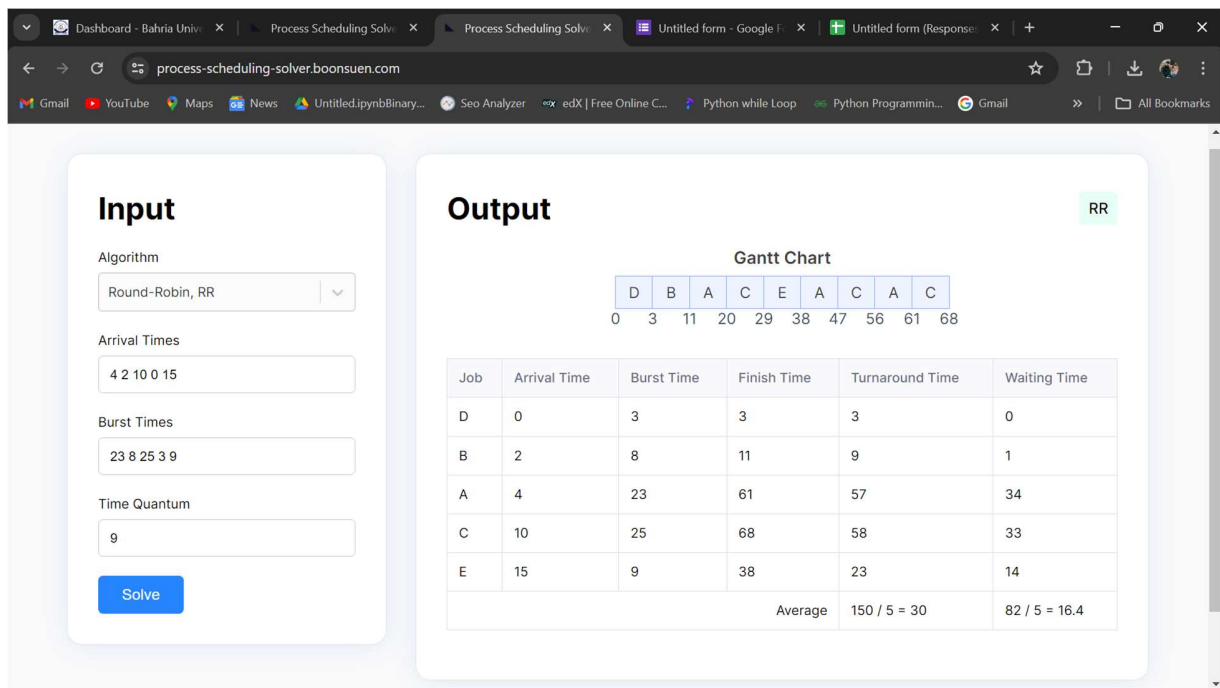 Dashboard - Bahria Unive
Process Scheduling Solve
Process Scheduling Solve
Untitled form - Google Fo
Untitled form (Responses
process-scheduling-solver.boonsuen.com
Gmail YouTube Maps News Untitled.ipynbBinary... Seo Analyzer edX | Free Online C... Python while Loop Python Programmin... Gmail » All Bookmarks
Input
Algorithm
Round-Robin, RR
Arrival Times
4 2 10 0 15
Burst Times
23 8 25 3 9
Time Quantum
9
Solve
Output
RR
Gantt Chart
D B A C E A C A C
0 3 11 20 29 38 47 56 61 68
Job Arrival Time Burst Time Finish Time Turnaround Time Waiting Time
D 0 3 3 3 0
B 2 8 11 9 1
A 4 23 61 57 34
C 10 25 68 58 33
E 15 9 38 23 14
Average 150 / 5 = 30 82 / 5 = 16.4